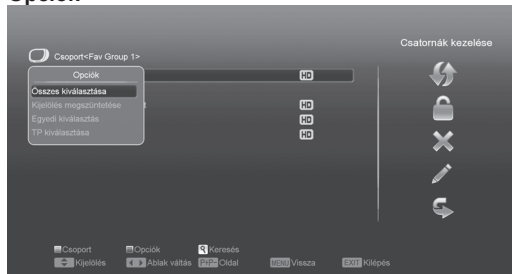 Opciók
Csatornák kezelése
Csoport<Fav Group 1>
Opciók
HD
Összes kiválasztása
Kijelölés megszüntetése
HD
Egyedi kiválasztás
HD
TP kiválasztása
HD
Csoport Opciók Keresés
Kijelölés Ablak váltás P+/P- Oldal MENU Vissza EXIT Kilépés